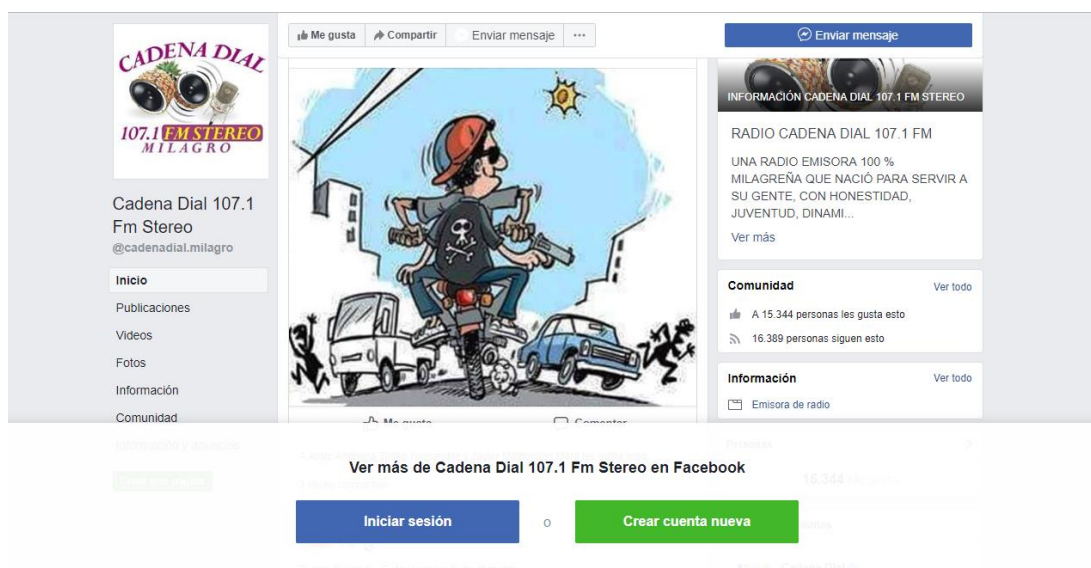 CADENA DIAL
107.1 FM STEREO
MILAGRO
Cadena Dial 107.1
Fm Stereo
@cadenadial.milagro
Inicio
Publicaciones
Videos
Fotos
Información
Comunidad
Me gusta Compartir Enviar mensaje ...
Me gusta Comentar
Enviar mensaje
INFORMACIÓN CADENA DIAL 107.1 FM STEREO
RADIO CADENA DIAL 107.1 FM
UNA RADIO EMISORA 100 %
MILAGREÑA QUE NACIÓ PARA SERVIR A
SU GENTE, CON HONESTIDAD,
JUVENTUD, DINAMI...
Ver más
Comunidad Ver todo
A 15.344 personas les gusta esto
16.389 personas siguen esto
Información Ver todo
Emisora de radio
Ver más de Cadena Dial 107.1 Fm Stereo en Facebook
Iniciar sesión o Crear cuenta nueva